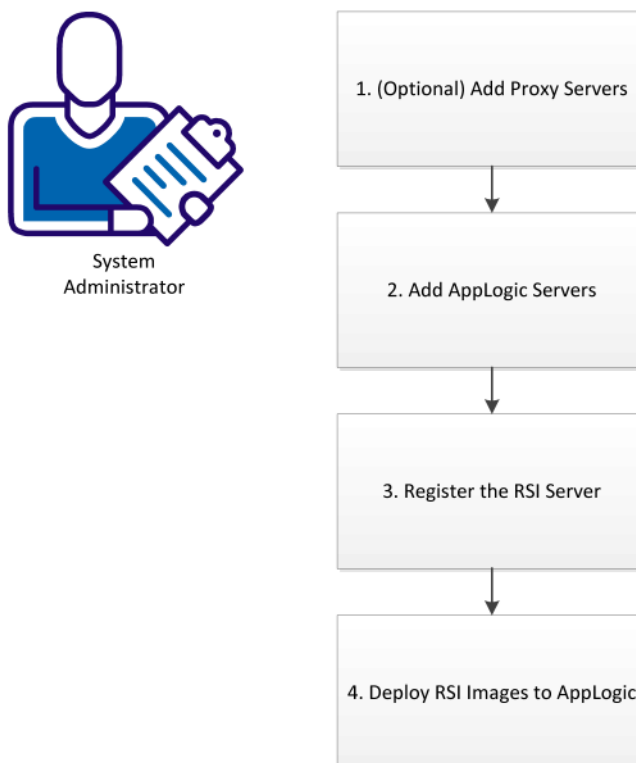 System
Administrator
1. (Optional) Add Proxy Servers
2. Add AppLogic Servers
3. Register the RSI Server
4. Deploy RSI Images to AppLogic